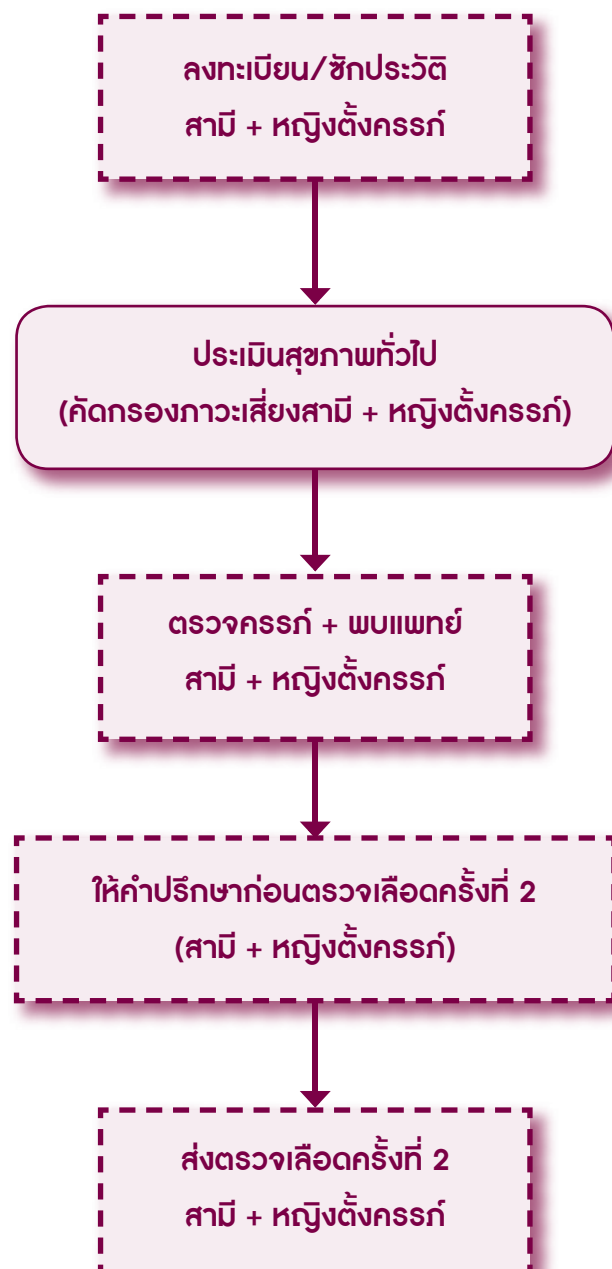 ลงทะเบียน/ซักประวัติ
สามี + หญิงตั้งครรภ์
ประเมินสุขภาพทั่วไป
(คัดกรองภาวะเสี่ยงสามี + หญิงตั้งครรภ์)
ตรวจครรภ์ + พบแพทย์
สามี + หญิงตั้งครรภ์
ให้คำปรึกษาก่อนตรวจเลือดครั้งที่ 2
(สามี + หญิงตั้งครรภ์)
ส่งตรวจเลือดครั้งที่ 2
สามี + หญิงตั้งครรภ์